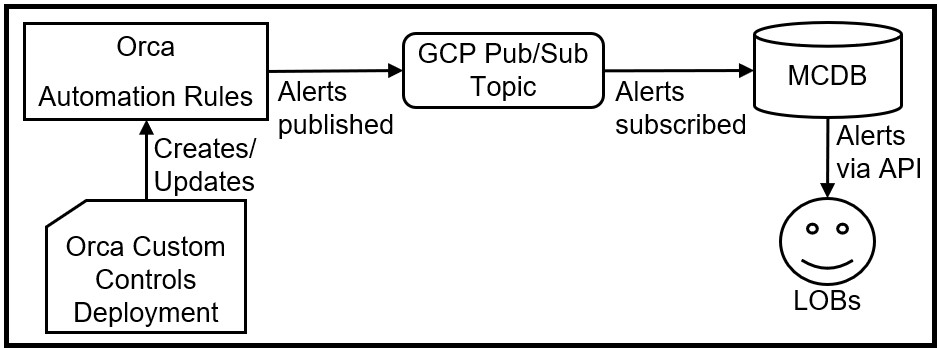 Orca
Automation Rules
Alerts
published
GCP Pub/Sub
Topic
Alerts
subscribed
MCDB
Alerts
via API
LOBs
Creates/
Updates
Orca Custom
Controls
Deployment